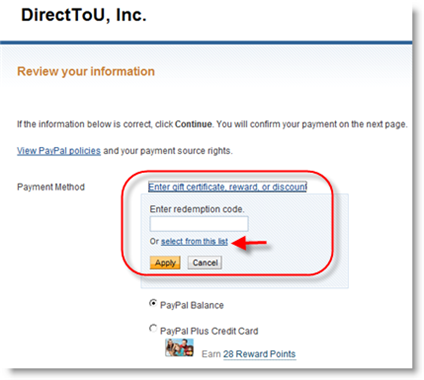 DirectToU, Inc.
Review your information
If the information below is correct, click Continue. You will confirm your payment on the next page.
View PayPal policies and your payment source rights.
Payment Method
Enter gift certificate, reward, or discount
Enter redemption code.
Or select from this list
Apply Cancel
PayPal Balance
PayPal Plus Credit Card
Earn 28 Reward Points